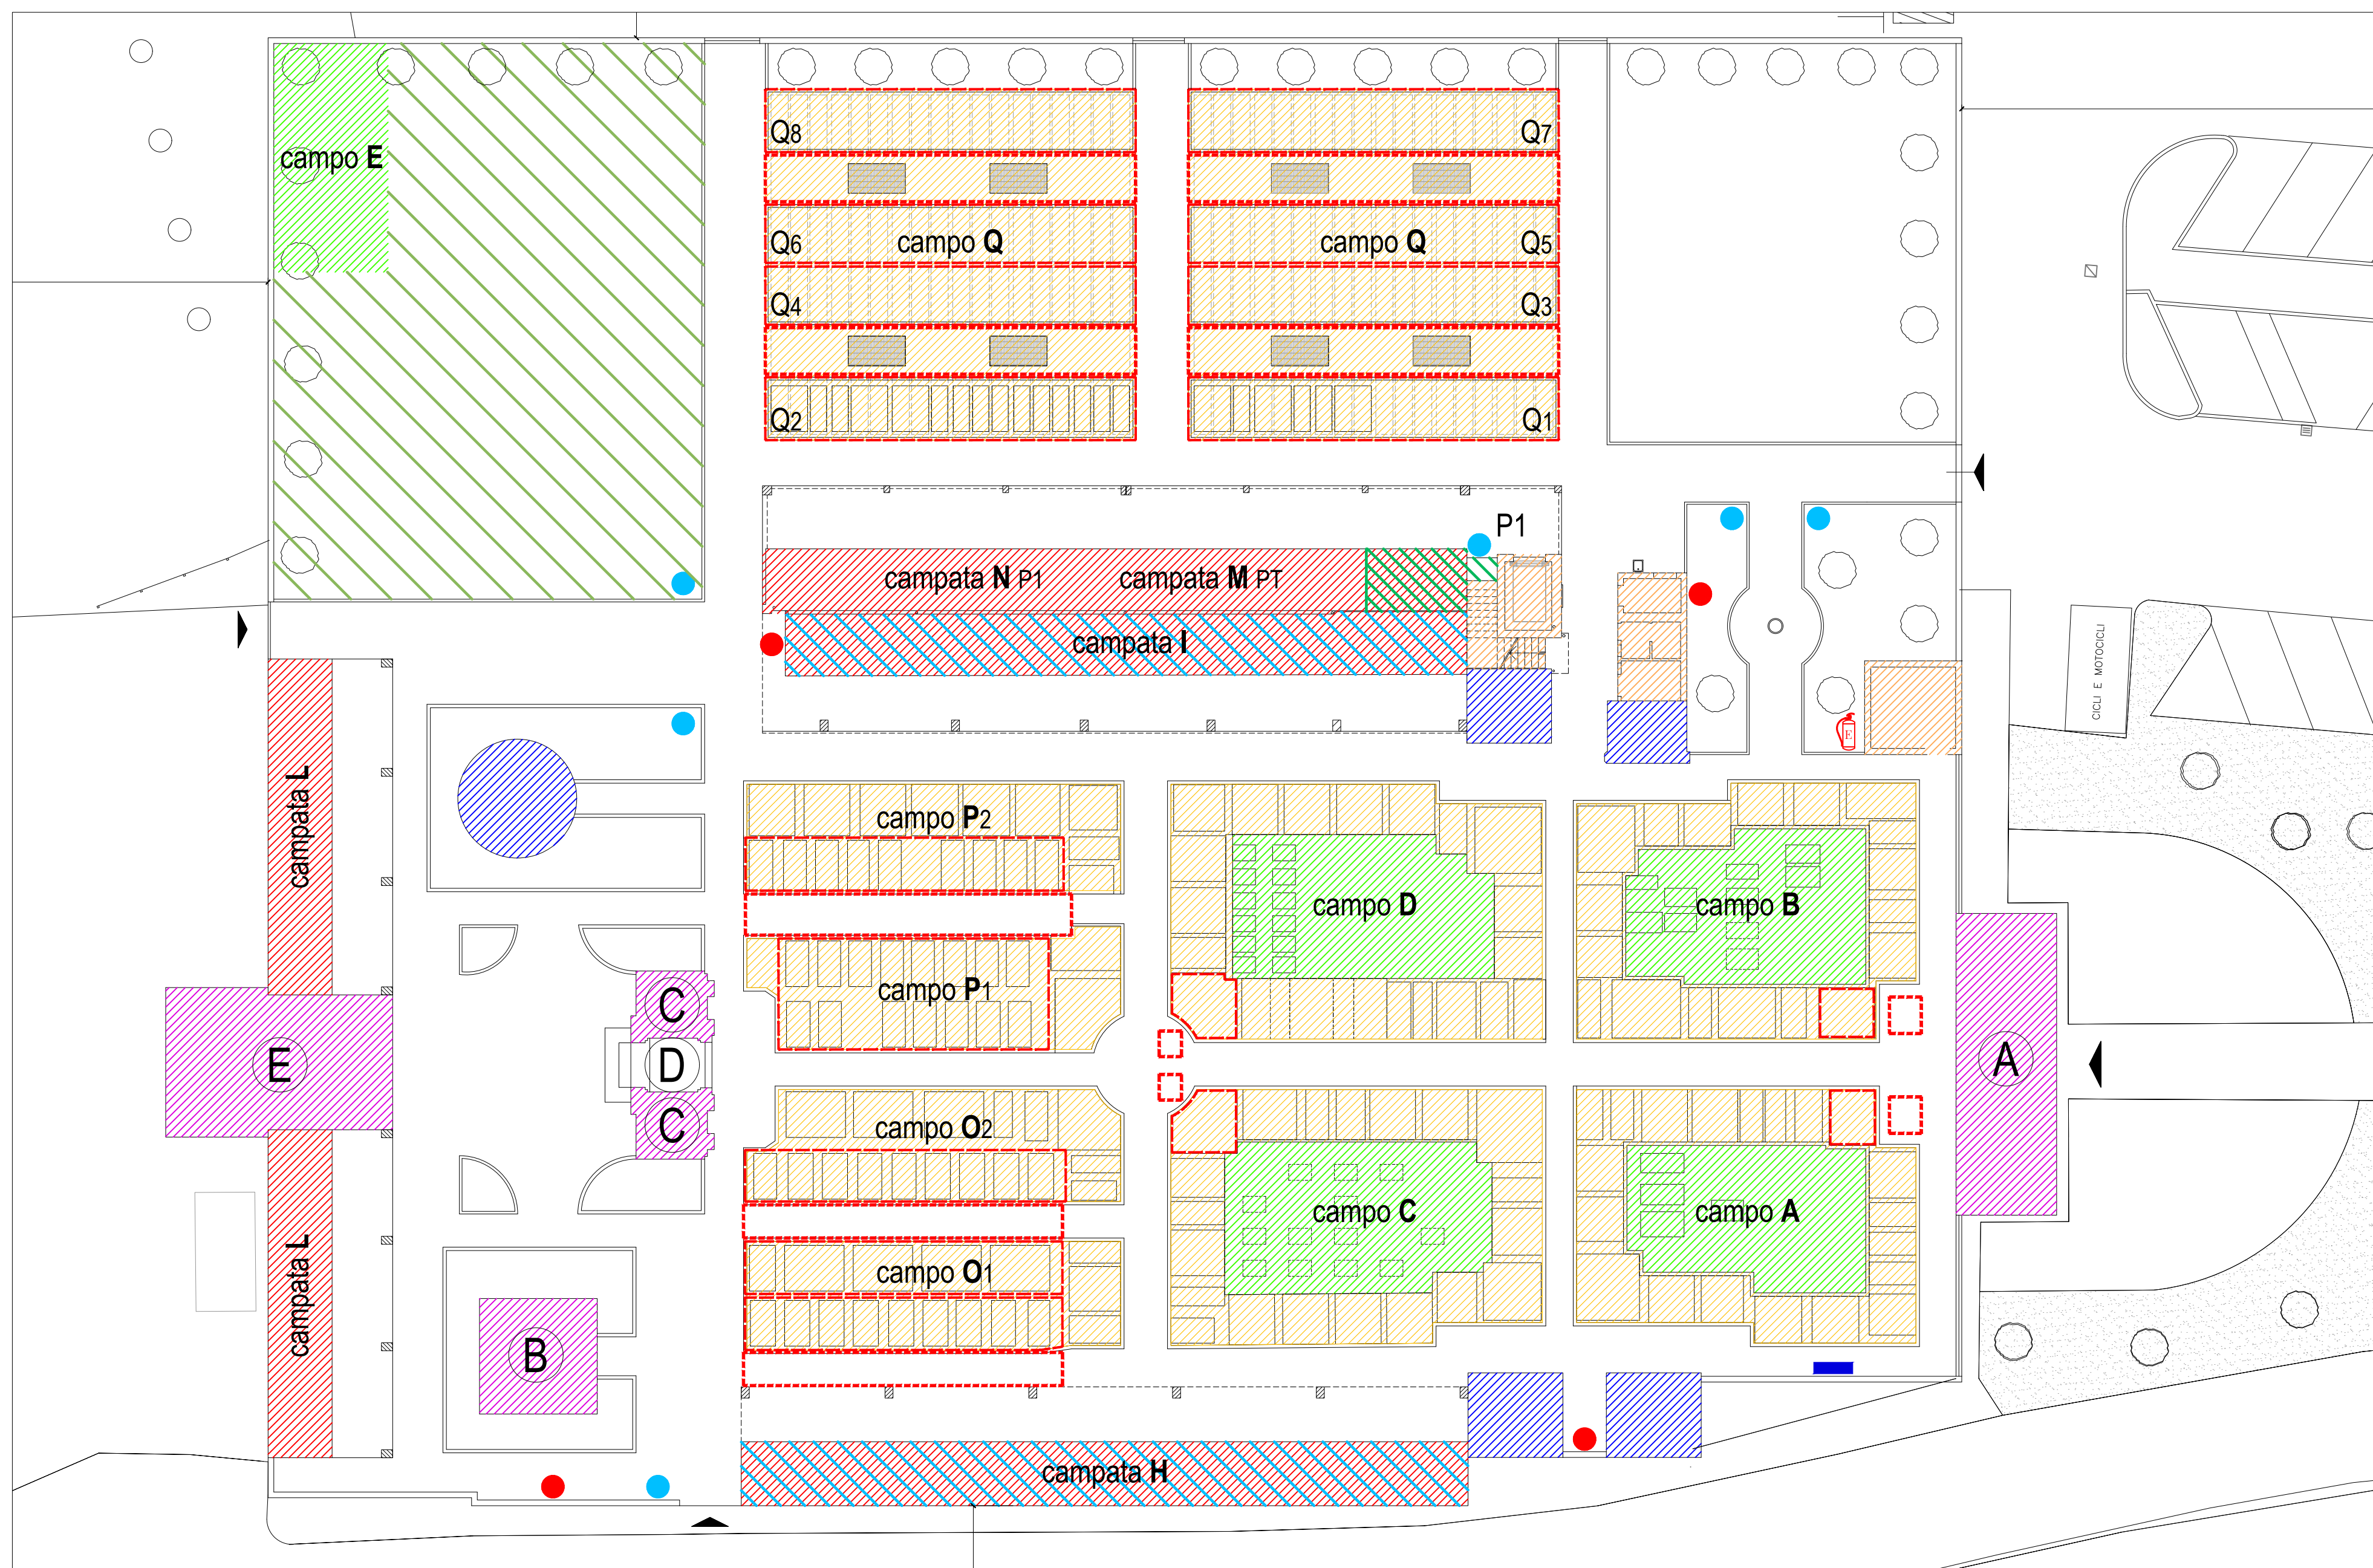 campo E
Q8
Q7
Q6
campo Q
campo Q
Q5
Q4
Q3
Q2
Q1
P1
campata N P1
campata M PT
campata I
CICLI E MOTOCICLI
campata L
campo P2
campo D
campo B
campo P1
C
E
D
A
C
campo O2
campo C
campo A
campata L
campo O1
B
campata H